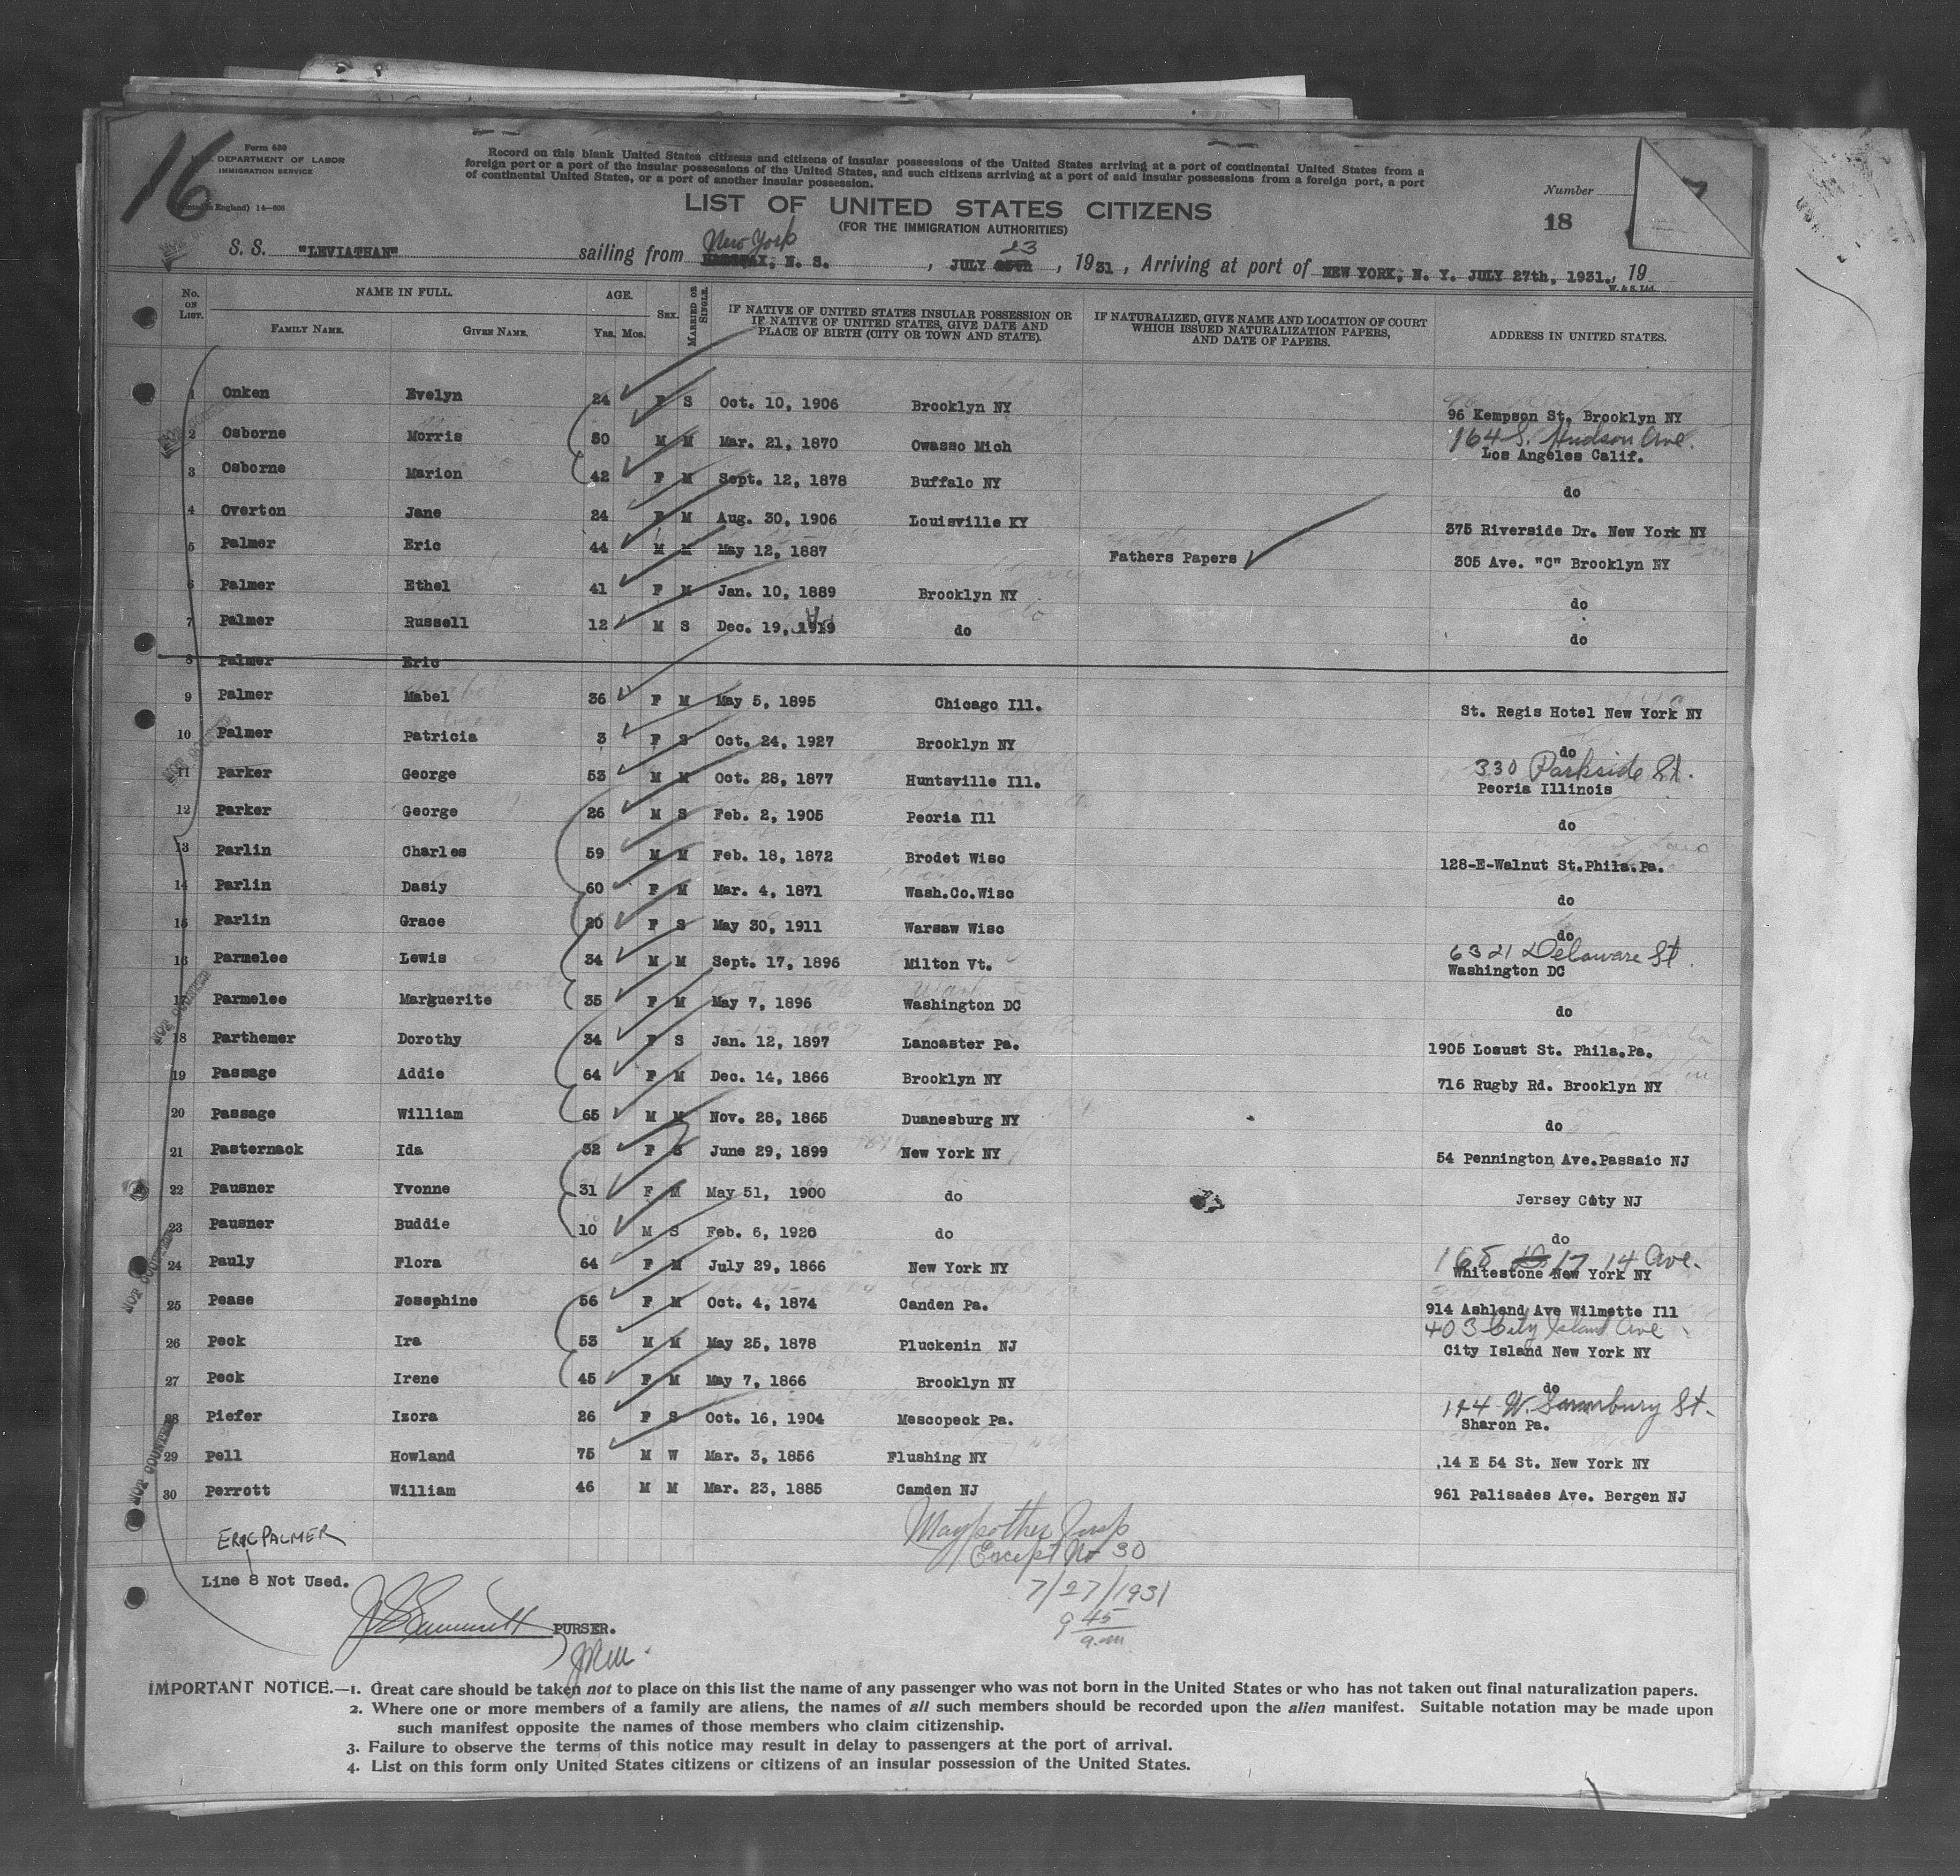 16
Form 630
DEPARTMENT OF LABOR
IMMIGRATION SERVICE
England) 14—608
Record on this blank United States citizens and citizens of insular possessions of the United States arriving at a port of continental United States from a
foreign port or a port of the insular possessions of the United States, and such citizens arriving at a port of said insular possessions from a foreign port, a port
of continental United States, or a port of another insular possession.
Number
18
LIST OF UNITED STATES CITIZENS
(FOR THE IMMIGRATION AUTHORITIES)
New York 23
S. S. "LEVIATHAN" sailing from HALIFAX, N. S. , JULY , 1931, Arriving at port of NEW YORK, N. Y. JULY 27th, 1931., 19
W. & S. Ltd.
No. ON LIST. NAME IN FULL. AGE. SEX. MARRIED OR SINGLE. IF NATIVE OF UNITED STATES INSULAR POSSESSION OR IF NATIVE OF UNITED STATES, GIVE DATE AND PLACE OF BIRTH (CITY OR TOWN AND STATE). IF NATURALIZED, GIVE NAME AND LOCATION OF COURT WHICH ISSUED NATURALIZATION PAPERS, AND DATE OF PAPERS. ADDRESS IN UNITED STATES.
FAMILY NAME. GIVEN NAME. Yrs. Mos.
1 Onken Evelyn 24 F S Oct. 10, 1906 Brooklyn NY 96 Kempson St. Brooklyn NY
164 S. Hudson Ave.
2 Osborne Morris 50 M M Mar. 21, 1870 Owasso Mich Los Angeles Calif.
3 Osborne Marion 42 F M Sept. 12, 1878 Buffalo NY do
4 Overton Jane 24 F M Aug. 30, 1906 Louisville KY 375 Riverside Dr. New York NY
5 Palmer Eric 44 M M May 12, 1887 Fathers Papers 305 Ave. "C" Brooklyn NY
6 Palmer Ethel 41 F M Jan. 10, 1889 Brooklyn NY do
7 Palmer Russell 12 M S Dec. 19, 1919 do do
8 Palmer Eric
9 Palmer Mabel 36 F M May 5, 1895 Chicago Ill. St. Regis Hotel New York NY
10 Palmer Patricia 3 F S Oct. 24, 1927 Brooklyn NY do
330 Parkside St.
11 Parker George 53 M M Oct. 28, 1877 Huntsville Ill. Peoria Illinois
12 Parker George 26 M S Feb. 2, 1905 Peoria Ill do
13 Parlin Charles 59 M M Feb. 18, 1872 Brodet Wisc 128-E-Walnut St.Phila.Pa.
14 Parlin Dasiy 60 F M Mar. 4, 1871 Wash.Co.Wisc do
15 Parlin Grace 20 F S May 30, 1911 Warsaw Wisc do
6321 Delaware St.
16 Parmelee Lewis 34 M M Sept. 17, 1896 Milton Vt. Washington DC
17 Parmelee Marguerite 35 F M May 7, 1896 Washington DC do
18 Parthemer Dorothy 34 F S Jan. 12, 1897 Lancaster Pa. 1905 Losust St. Phila.Pa.
19 Passage Addie 64 F M Dec. 14, 1866 Brooklyn NY 716 Rugby Rd. Brooklyn NY
20 Passage William 65 M M Nov. 28, 1865 Duanesburg NY do
21 Pasternack Ida 32 F S June 29, 1899 New York NY 54 Pennington Ave.Passaic NJ
22 Pausner Yvonne 31 F M May 51, 1900 do Jersey City NJ
23 Pausner Buddie 10 M S Feb. 6, 1920 do do
165 17 14 Ave.
24 Pauly Flora 64 F M July 29, 1866 New York NY Whitestone New York NY
25 Pease Josephine 56 F M Oct. 4, 1874 Canden Pa. 914 Ashland Ave Wilmette Ill
403 City Island Ave
26 Peck Ira 53 M M May 25, 1878 Pluckenin NJ City Island New York NY
27 Peck Irene 45 F M May 7, 1866 Brooklyn NY do
W. St.
28 Piefer Izora 26 F S Oct. 16, 1904 Mescopeck Pa. Sharon Pa.
29 Pell Howland 75 M W Mar. 3, 1856 Flushing NY 14 E 54 St. New York NY
30 Perrott William 46 M M Mar. 23, 1885 Camden NJ 961 Palisades Ave. Bergen NJ
NOT COUNTED
NOT COUNTED
NOT COUNTED
NOT COUNTED
NOT COUNTED
Insp
Except No 30
7/27/1931
9 45
a.m
ERIC PALMER
Line 8 Not Used.
PURSER.
IMPORTANT NOTICE.—1. Great care should be taken not to place on this list the name of any passenger who was not born in the United States or who has not taken out final naturalization papers.
2. Where one or more members of a family are aliens, the names of all such members should be recorded upon the alien manifest. Suitable notation may be made upon
such manifest opposite the names of those members who claim citizenship.
3. Failure to observe the terms of this notice may result in delay to passengers at the port of arrival.
4. List on this form only United States citizens or citizens of an insular possession of the United States.